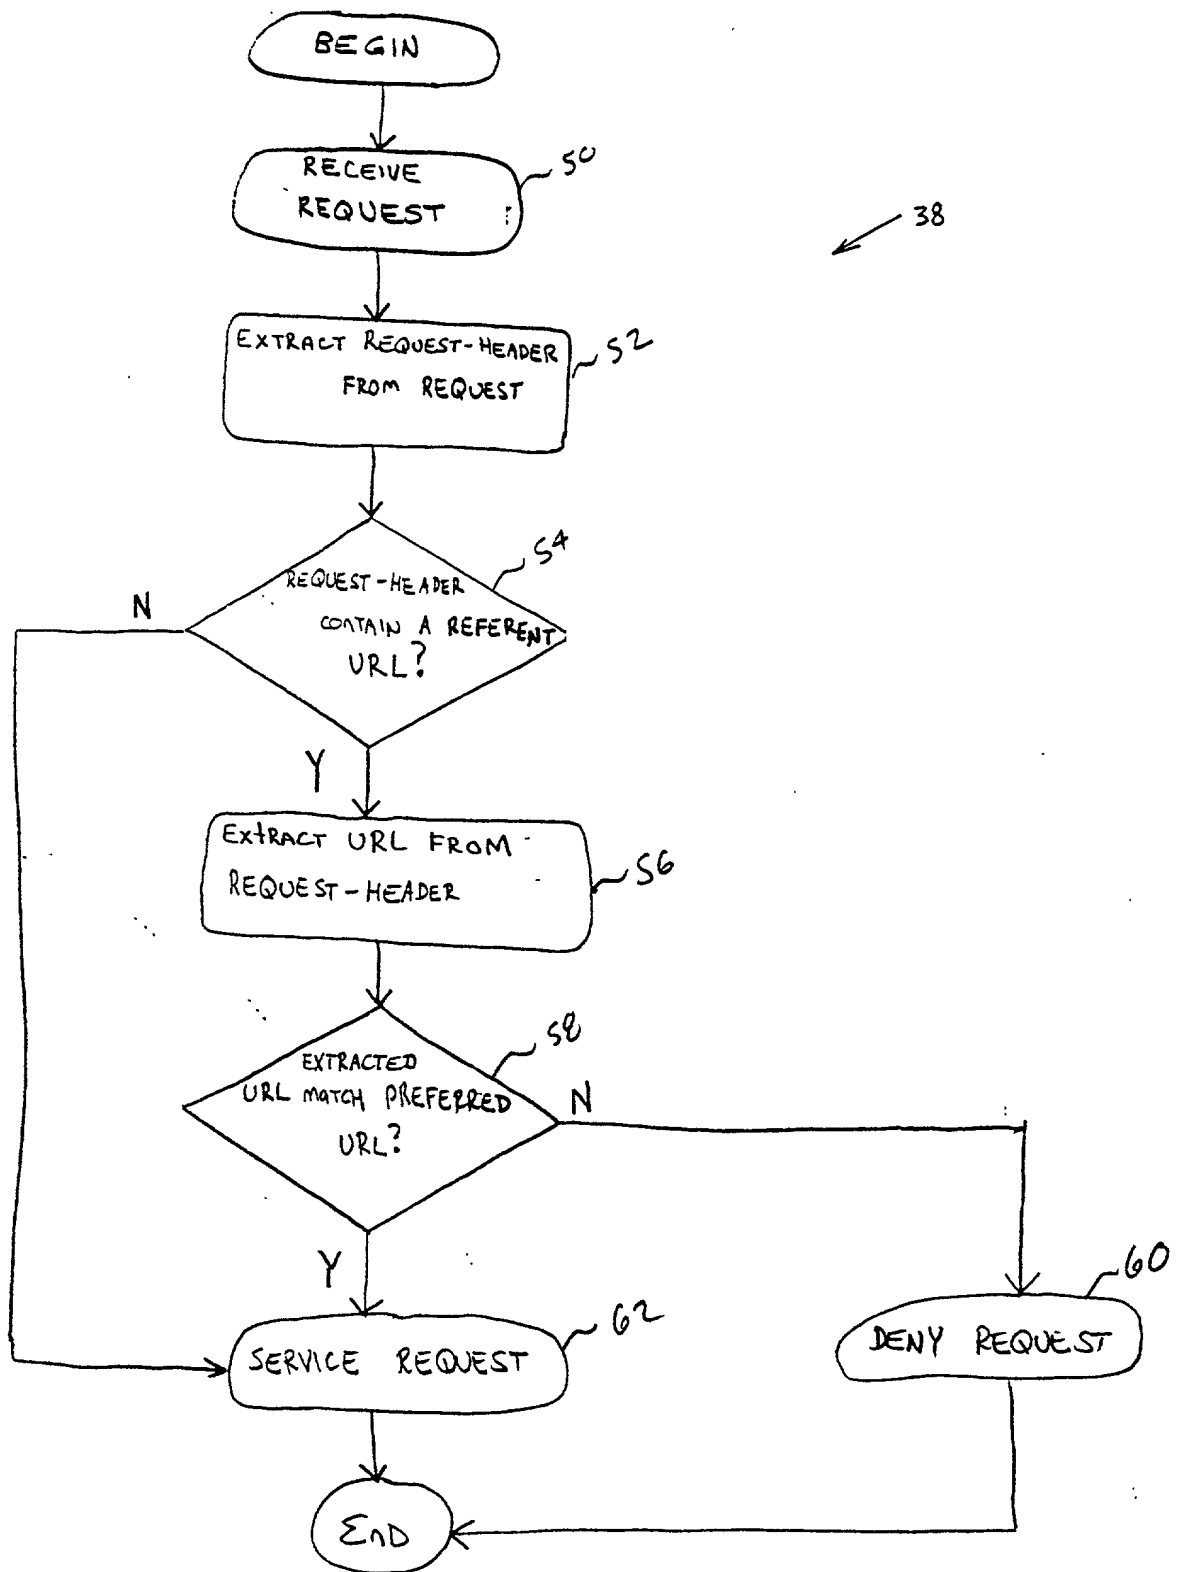 BEGIN
RECEIVE
REQUEST
50
38
EXTRACT REQUEST-HEADER
FROM REQUEST
52
REQUEST-HEADER
CONTAIN A REFERENT
URL?
54
N
Y
EXTRACT URL FROM
REQUEST-HEADER
56
EXTRACTED
URL MATCH PREFERRED
URL?
58
N
Y
SERVICE REQUEST
62
DENY REQUEST
60
END